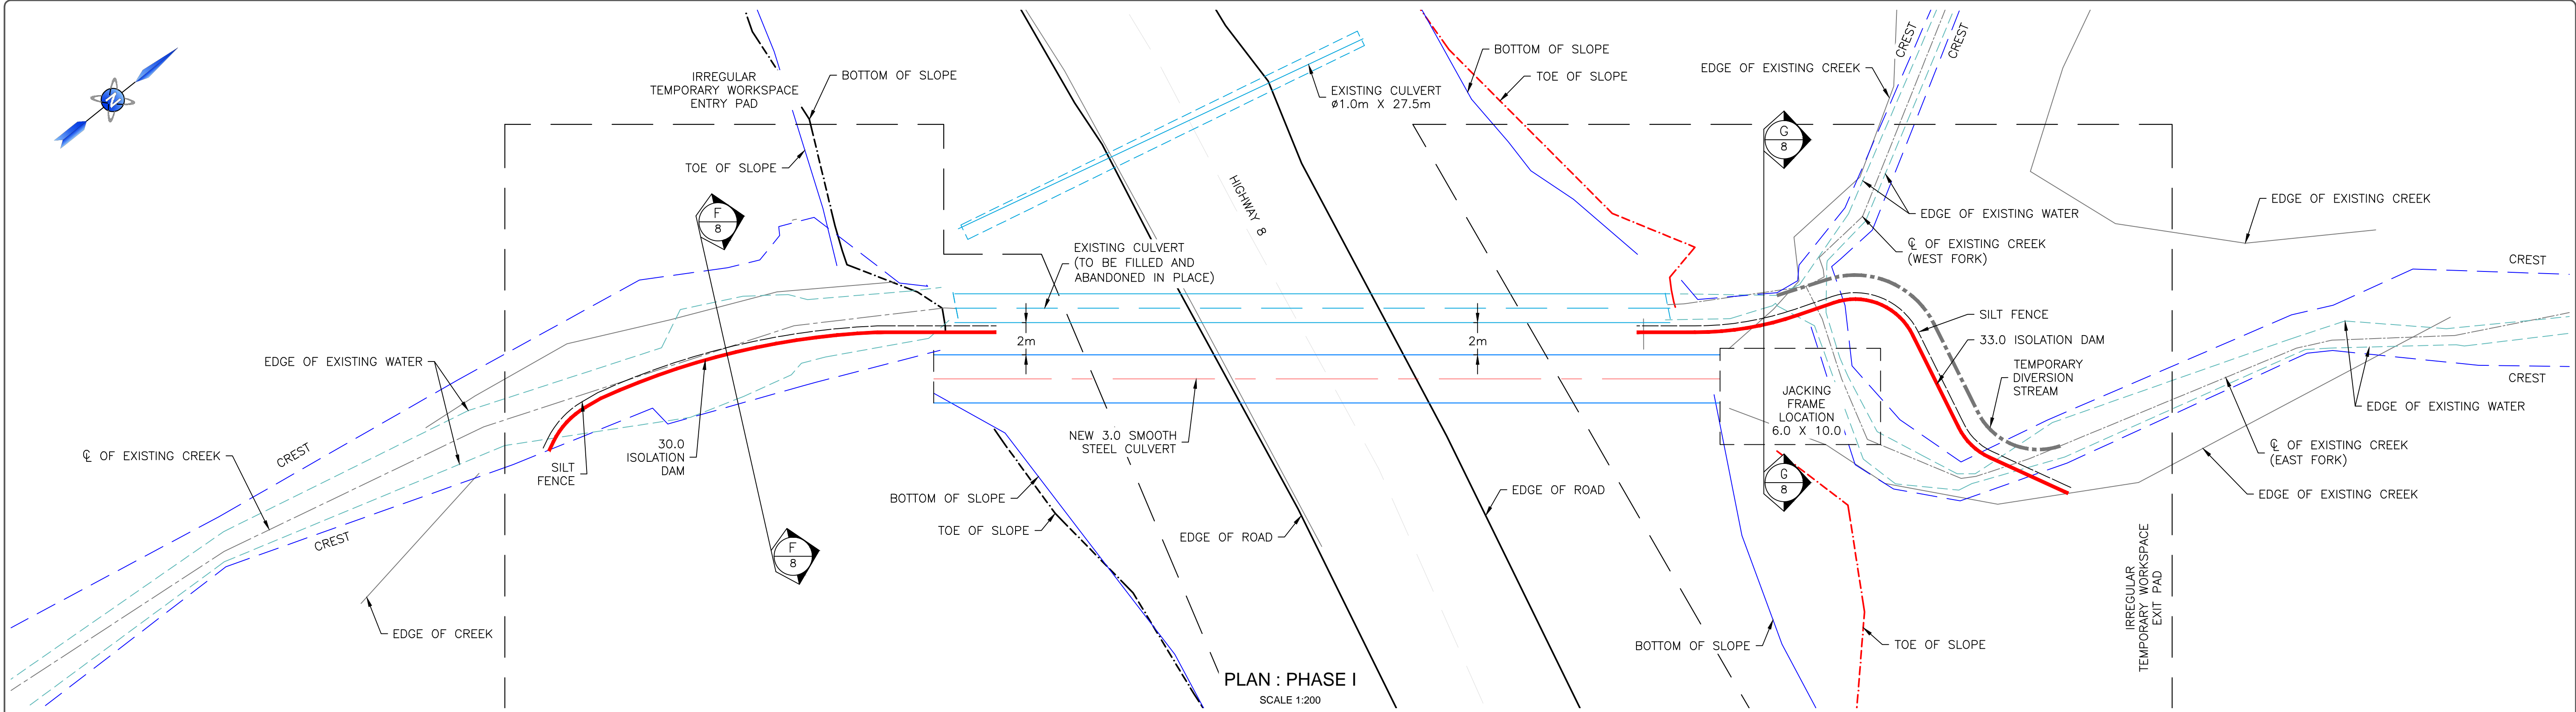 N
IRREGULAR
TEMPORARY WORKSPACE
ENTRY PAD
BOTTOM OF SLOPE
TOE OF SLOPE
F
8
EXISTING CULVERT
ø1.0m X 27.5m
HIGHWAY 8
BOTTOM OF SLOPE
TOE OF SLOPE
EDGE OF EXISTING CREEK
CREST
CREST
G
8
EDGE OF EXISTING WATER
℄ OF EXISTING CREEK
(WEST FORK)
EDGE OF EXISTING CREEK
CREST
EXISTING CULVERT
(TO BE FILLED AND
ABANDONED IN PLACE)
2m
2m
SILT FENCE
33.0 ISOLATION DAM
TEMPORARY
DIVERSION
STREAM
CREST
EDGE OF EXISTING WATER
EDGE OF EXISTING WATER
℄ OF EXISTING CREEK
CREST
CREST
SILT
FENCE
30.0
ISOLATION
DAM
NEW 3.0 SMOOTH
STEEL CULVERT
JACKING
FRAME
LOCATION
6.0 X 10.0
℄ OF EXISTING CREEK
(EAST FORK)
EDGE OF EXISTING CREEK
G
8
BOTTOM OF SLOPE
TOE OF SLOPE
EDGE OF ROAD
EDGE OF ROAD
F
8
EDGE OF CREEK
BOTTOM OF SLOPE
TOE OF SLOPE
IRREGULAR
TEMPORARY WORKSPACE
EXIT PAD
PLAN : PHASE I
SCALE 1:200